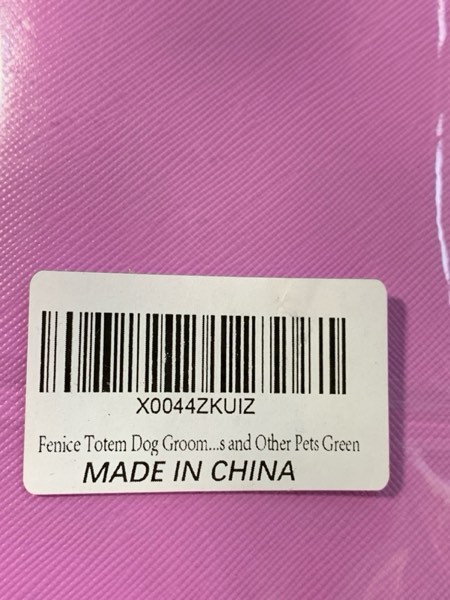 X0044ZKUIZ
Fenice Totem Dog Groom...s and Other Pets Green
MADE IN CHINA